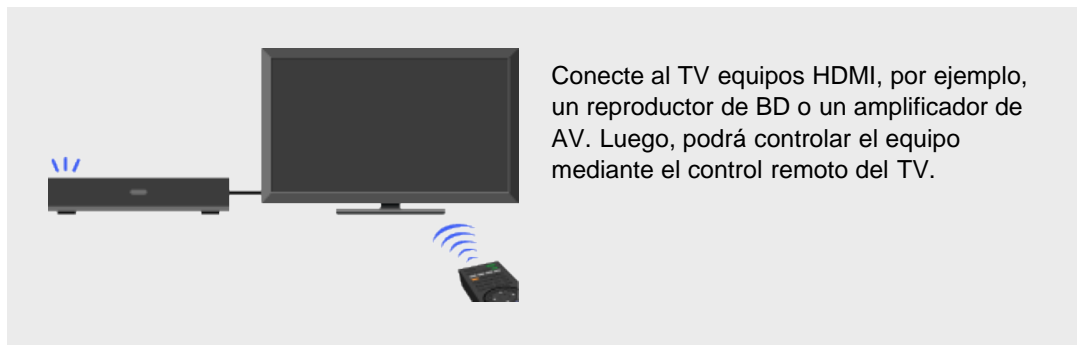 Conecte al TV equipos HDMI, por ejemplo,
un reproductor de BD o un amplificador de
AV. Luego, podrá controlar el equipo
mediante el control remoto del TV.